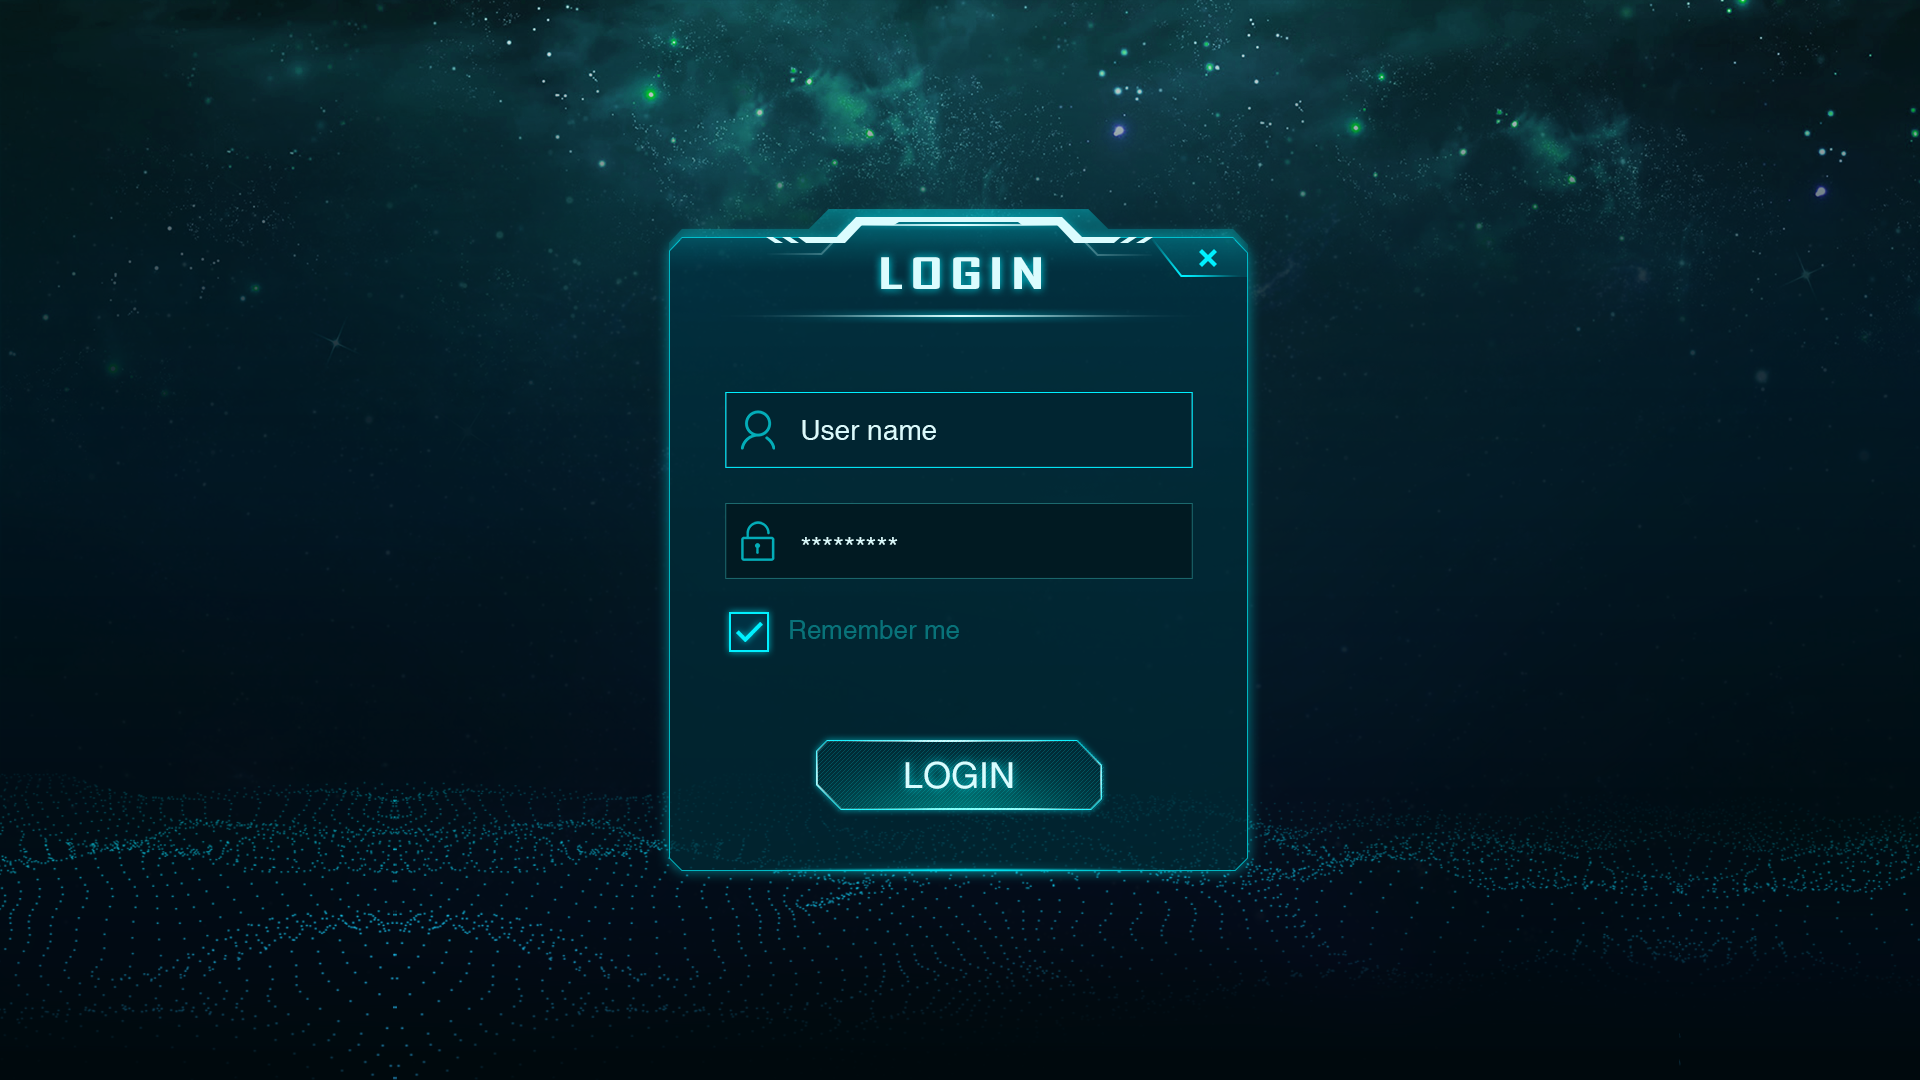 LOGIN
User name
*********
Remember me
LOGIN